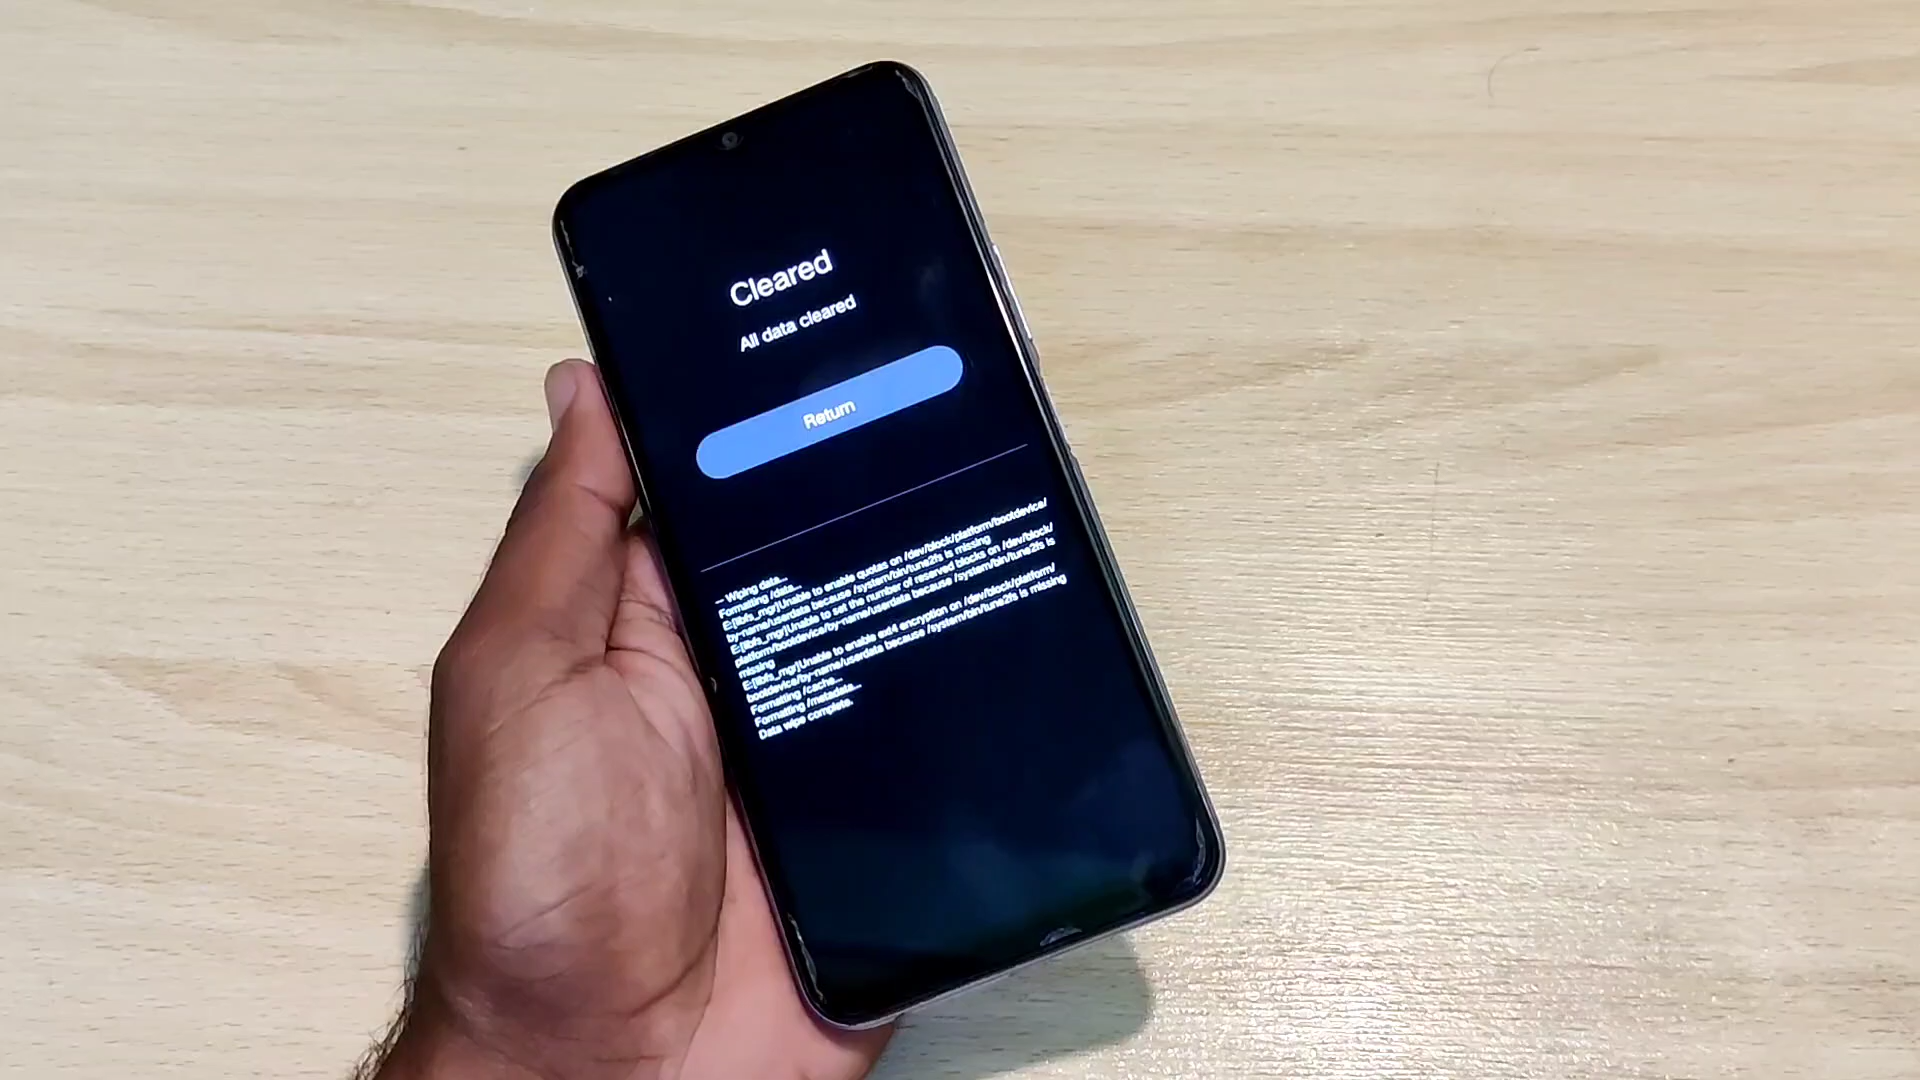 Cleared
All data cleared
Return
-- Wiping data...
Formatting /data...
E:[libfs_mgr]Unable to enable quotas on /dev/block/platform/bootdevice/
by-name/userdata because /system/bin/tune2fs is missing
E:[libfs_mgr]Unable to set the number of reserved blocks on /dev/block/
platform/bootdevice/by-name/userdata because /system/bin/tune2fs is
missing
E:[libfs_mgr]Unable to enable ext4 encryption on /dev/block/platform/
bootdevice/by-name/userdata because /system/bin/tune2fs is missing
Formatting /cache...
Formatting /metadata...
Data wipe complete.